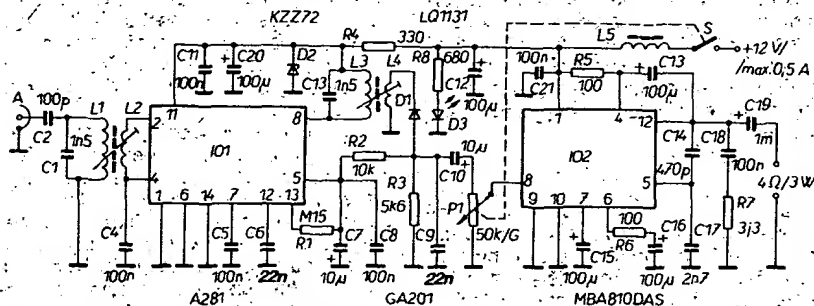 KZZ72
LQ1131
R4
330
L3
L4
R8
680
L5
S
+12 V/
/max.0,5 A
C11
100n
C20
100µ
D2
C13
1n5
D1
C12
100µ
D3
100n
C21
R5
100
C13
100µ
A
100p
C2
L1
L2
1n5
C1
2
11
IO1
8
4
5
1
6
14
7
12
13
R2
10k
R3
5k6
10µ
C10
P1
50k/G
8
1
4
IO2
12
5
9
10
7
6
C14
470p
C18
100n
C19
1m
4Ω/3W
R7
3j3
C4
100n
C5
100n
C6
22n
M15
R1
C7
10µ
C8
100n
C9
22n
C15
100µ
100
R6
C16
100µ
C17
2n7
A281
GA201
MBA810DAS